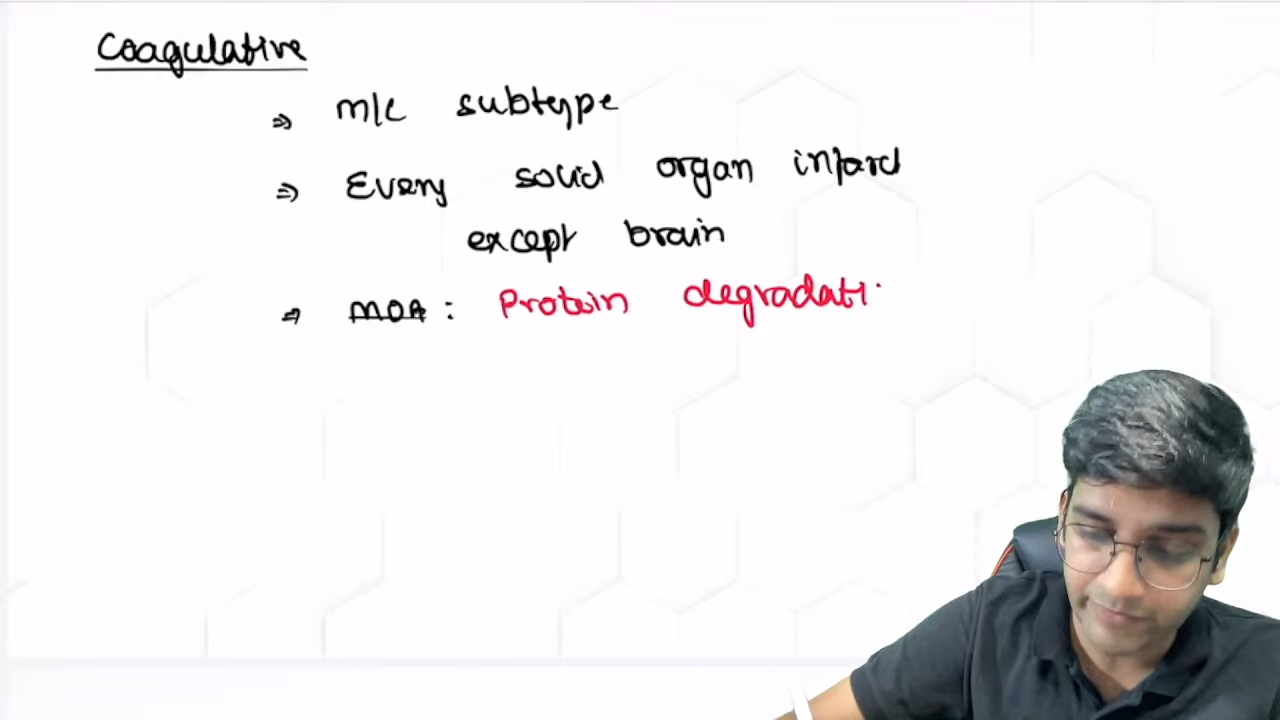 Coagulative
⇒ M/C subtype
⇒ Every solid organ infarct
except brain
⇒ MOA : Protein degradati